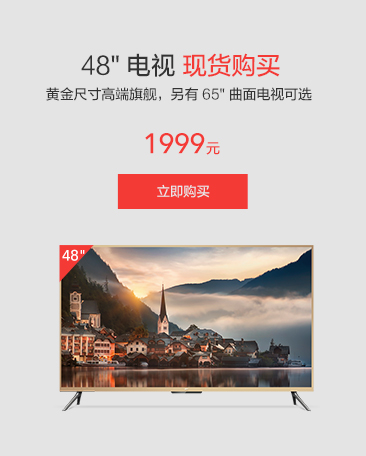 48" 电视 现货购买
黄金尺寸高端旗舰，另有 65" 曲面电视可选
1999元
立即购买
48"